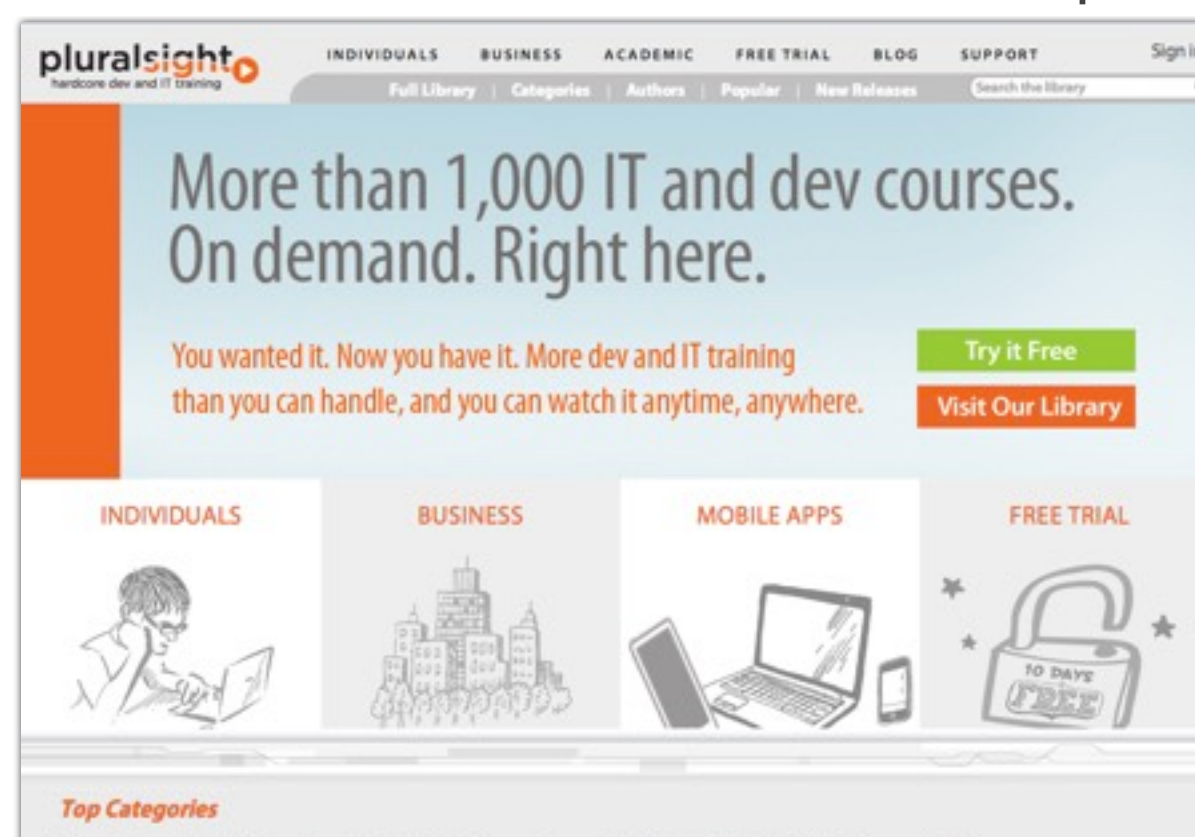 pluralsight
hardcore dev and IT training
INDIVIDUALS BUSINESS ACADEMIC FREE TRIAL BLOG SUPPORT
Sign
Full Library | Categories | Authors | Popular | New Releases
Search the library
More than 1,000 IT and dev courses.
On demand. Right here.
You wanted it. Now you have it. More dev and IT training
than you can handle, and you can watch it anytime, anywhere.
Try it Free
Visit Our Library
INDIVIDUALS
BUSINESS
MOBILE APPS
FREE TRIAL
10 DAYS
FREE
Top Categories